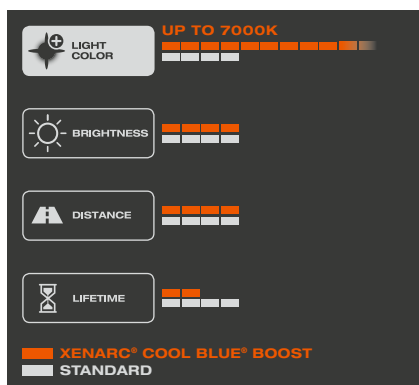 UP TO 7000K
LIGHT
COLOR
BRIGHTNESS
DISTANCE
LIFETIME
XENARC® COOL BLUE® BOOST
STANDARD